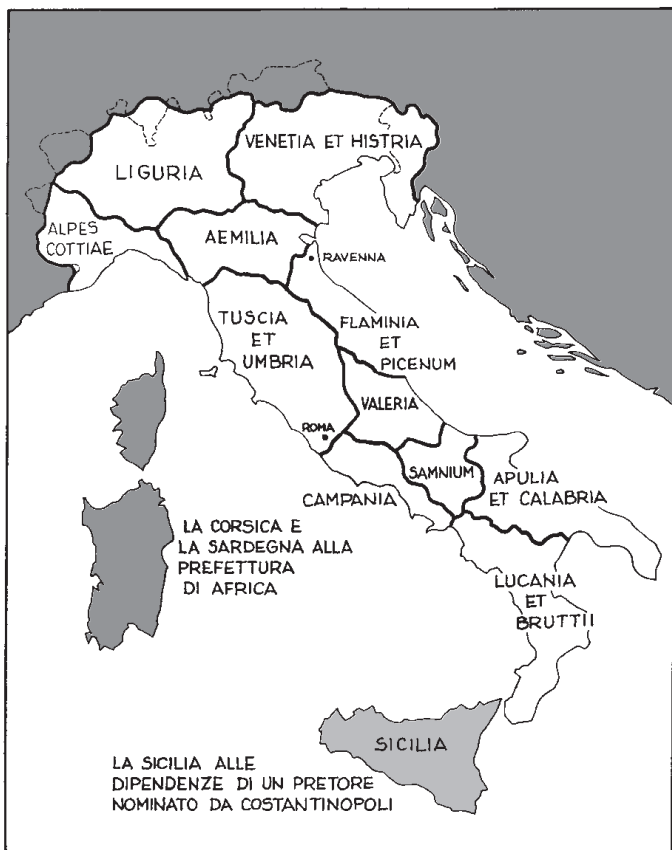 VENETIA ET HISTRIA
LIGURIA
ALPES
COTTIAE
AEMILIA
RAVENNA
TUSCIA
ET
UMBRIA
FLAMINIA
ET
PICENUM
VALERIA
ROMA
SAMNIUM
CAMPANIA
APULIA
ET CALABRIA
LA CORSICA E
LA SARDEGNA ALLA
PREFETTURA
DI AFRICA
LUCANIA
ET
BRUTTII
SICILIA
LA SICILIA ALLE
DIPENDENZE DI UN PRETORE
NOMINATO DA COSTANTINOPOLI